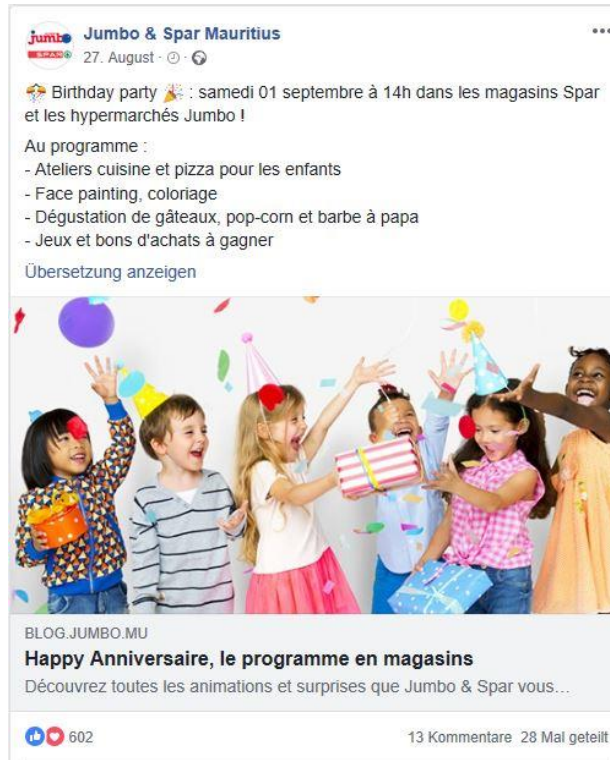 jumbo
SPAR
Jumbo & Spar Mauritius
27. August ·
Birthday party : samedi 01 septembre à 14h dans les magasins Spar
et les hypermarchés Jumbo !
Au programme :
- Ateliers cuisine et pizza pour les enfants
- Face painting, coloriage
- Dégustation de gâteaux, pop-corn et barbe à papa
- Jeux et bons d'achats à gagner
Übersetzung anzeigen
BLOG.JUMBO.MU
Happy Anniversaire, le programme en magasins
Découvrez toutes les animations et surprises que Jumbo & Spar vous…
602
13 Kommentare 28 Mal geteilt